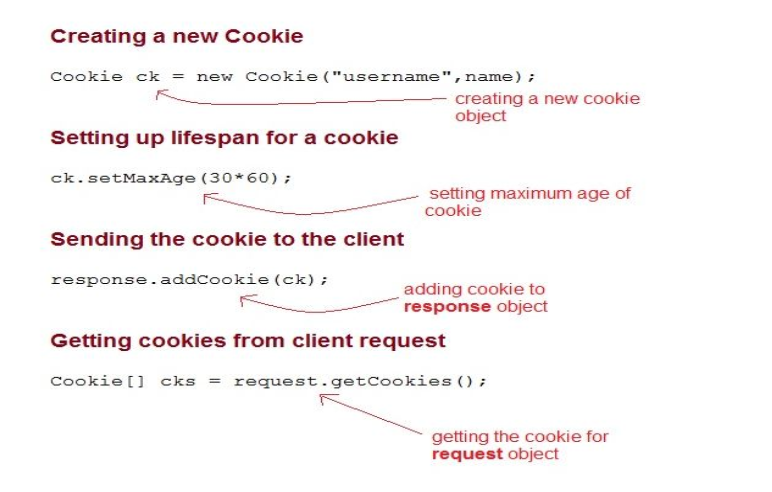 Creating a new Cookie
Cookie ck = new Cookie("username",name);
creating a new cookie
object
Setting up lifespan for a cookie
ck.setMaxAge(30*60);
setting maximum age of
cookie
Sending the cookie to the client
response.addCookie(ck);
adding cookie to
response object
Getting cookies from client request
Cookie[] cks = request.getCookies();
getting the cookie for
request object